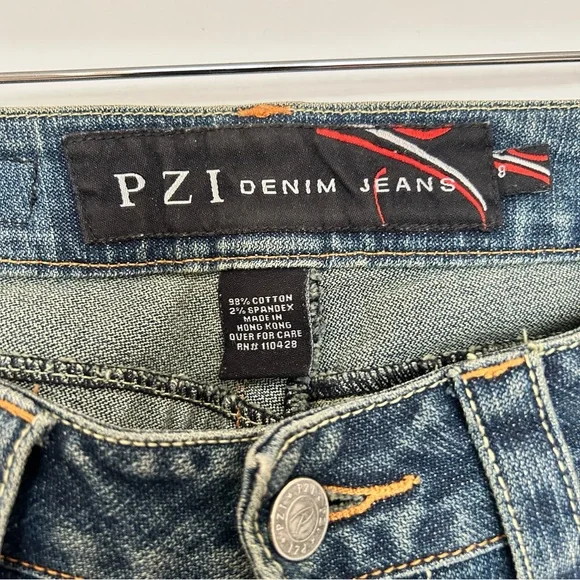 PZI DENIM JEANS
8
98% COTTON
2% SPANDEX
MADE IN
HONG KONG
OVER FOR CARE
RN# 110428
PZI